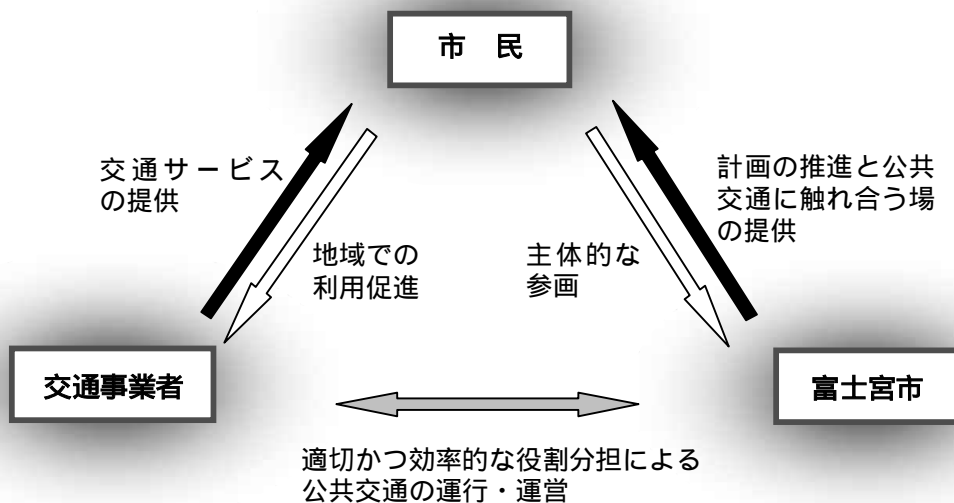 市 民
交通サービス
の提供
計画の推進と公共
交通に触れ合う場
の提供
地域での
利用促進
主体的な
参画
交通事業者
富士宮市
適切かつ効率的な役割分担による
公共交通の運行・運営